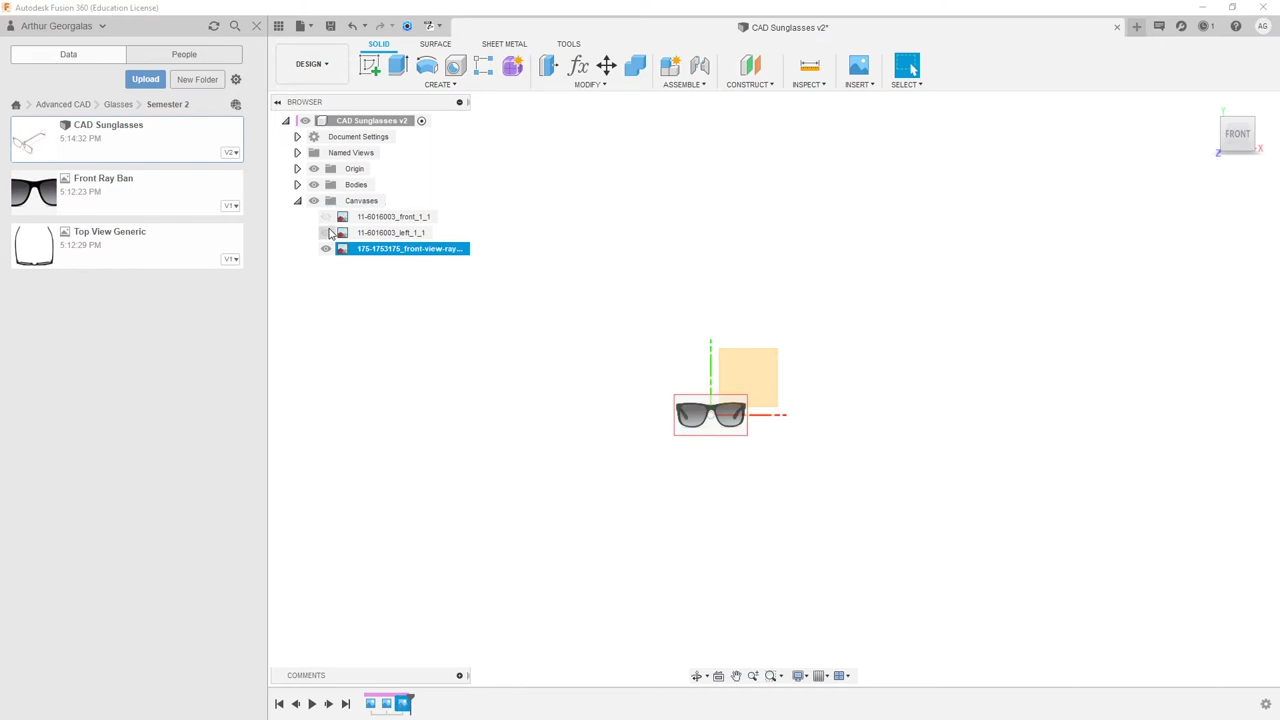 Autodesk Fusion 360 (Education License)
Arthur Georgalas
CAD Sunglasses v2*
AG
Data
People
Upload
New Folder
Advanced CAD
Glasses
Semester 2
CAD Sunglasses
5:14:32 PM
V2
Front Ray Ban
5:12:23 PM
V1
Top View Generic
5:12:29 PM
V1
SOLID
SURFACE
SHEET METAL
TOOLS
DESIGN
CREATE
MODIFY
ASSEMBLE
CONSTRUCT
INSPECT
INSERT
SELECT
BROWSER
CAD Sunglasses v2
Document Settings
Named Views
Origin
Bodies
Canvases
11-6016003_front_1_1
11-6016003_left_1_1
175-1753175_front-view-ray...
Y
FRONT
Z
X
COMMENTS
1